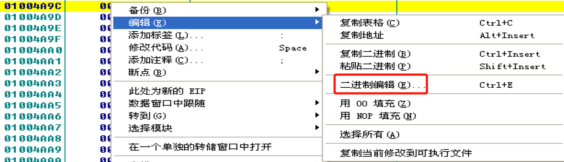 01004A9C
01004A9D
01004A9E
01004A9F
01004AA0
01004AA1
01004AA2
01004AA3
01004AA4
01004AA5
01004AA6
01004AA7
01004AA8
01004AA9
备份(B)
编辑(E)
添加标签(L)... :
修改代码(A)... Space
添加注释(C)... ;
断点(B)
此处为新的 EIP
数据窗口中跟随
转到(G)
选择模块
在一个单独的转储窗口中打开
复制表格(C) Ctrl+C
复制地址 Alt+Insert
复制二进制(B) Ctrl+Insert
粘贴二进制(P) Shift+Insert
二进制编辑(E)... Ctrl+E
用 00 填充(Z)
用 NOP 填充(N)
选择所有(A)
复制当前修改到可执行文件